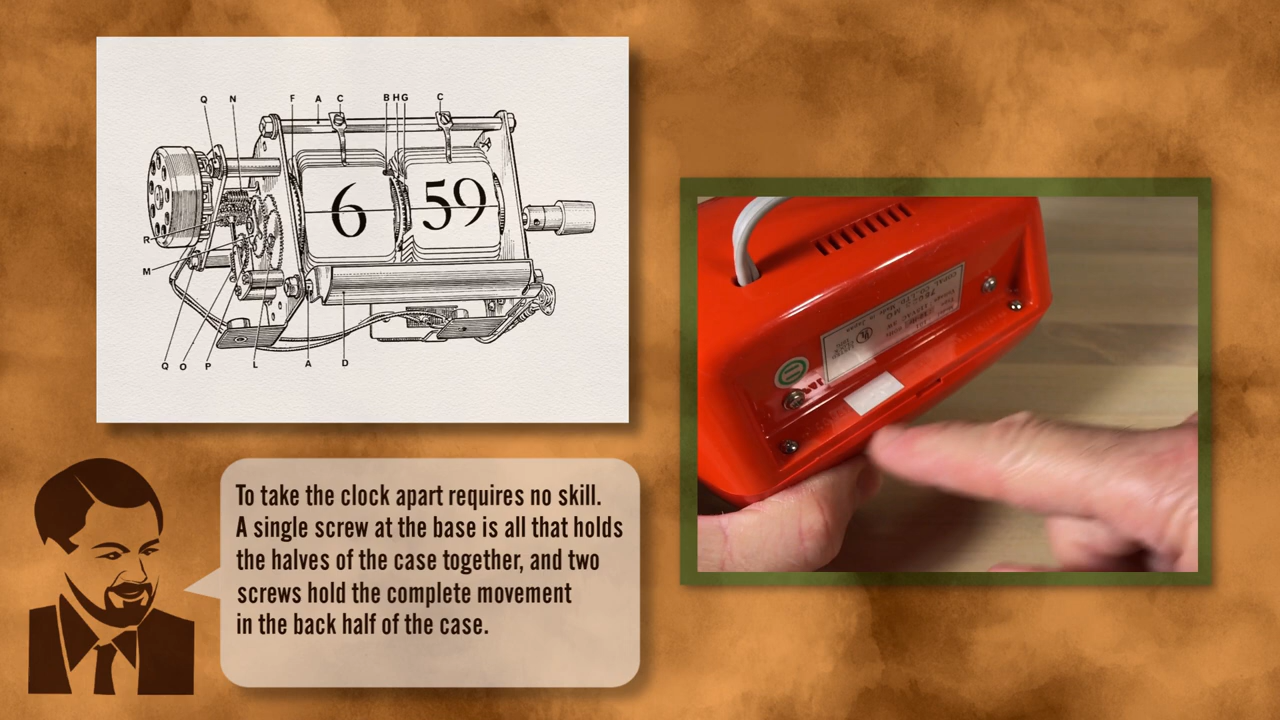 Q N F A C B H G C
6 59
R
M
Q O P L A D
To take the clock apart requires no skill.
A single screw at the base is all that holds
the halves of the case together, and two
screws hold the complete movement
in the back half of the case.